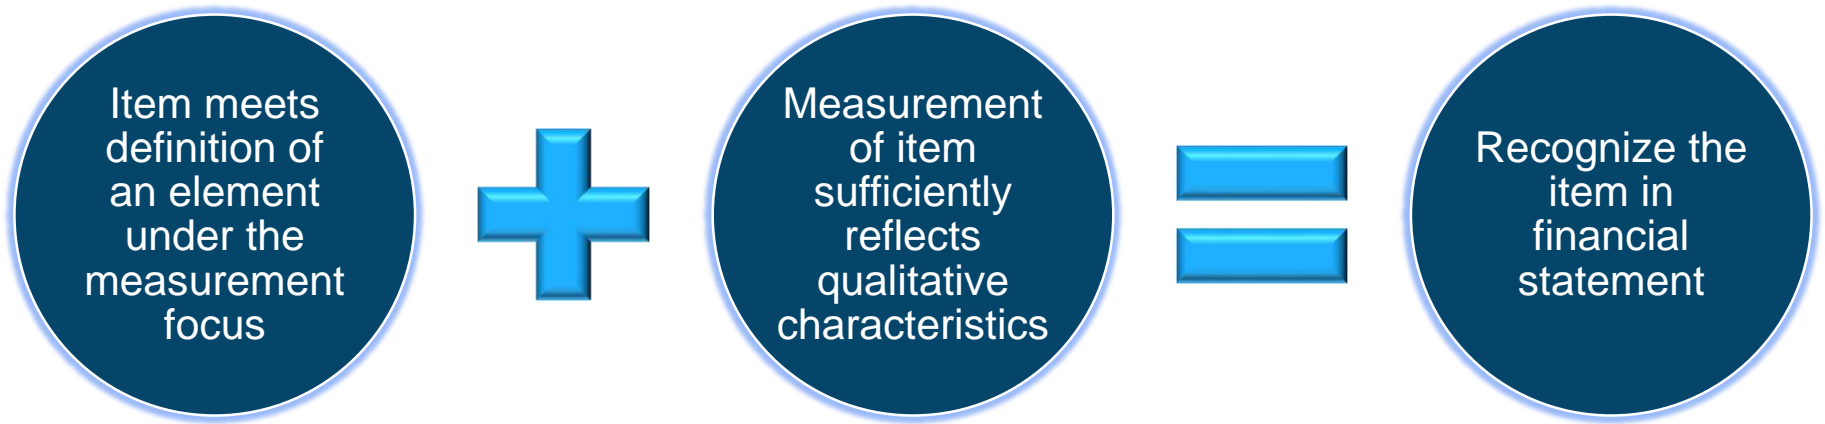 Item meets
definition of
an element
under the
measurement
focus
Measurement
of item
sufficiently
reflects
qualitative
characteristics
Recognize the
item in
financial
statement